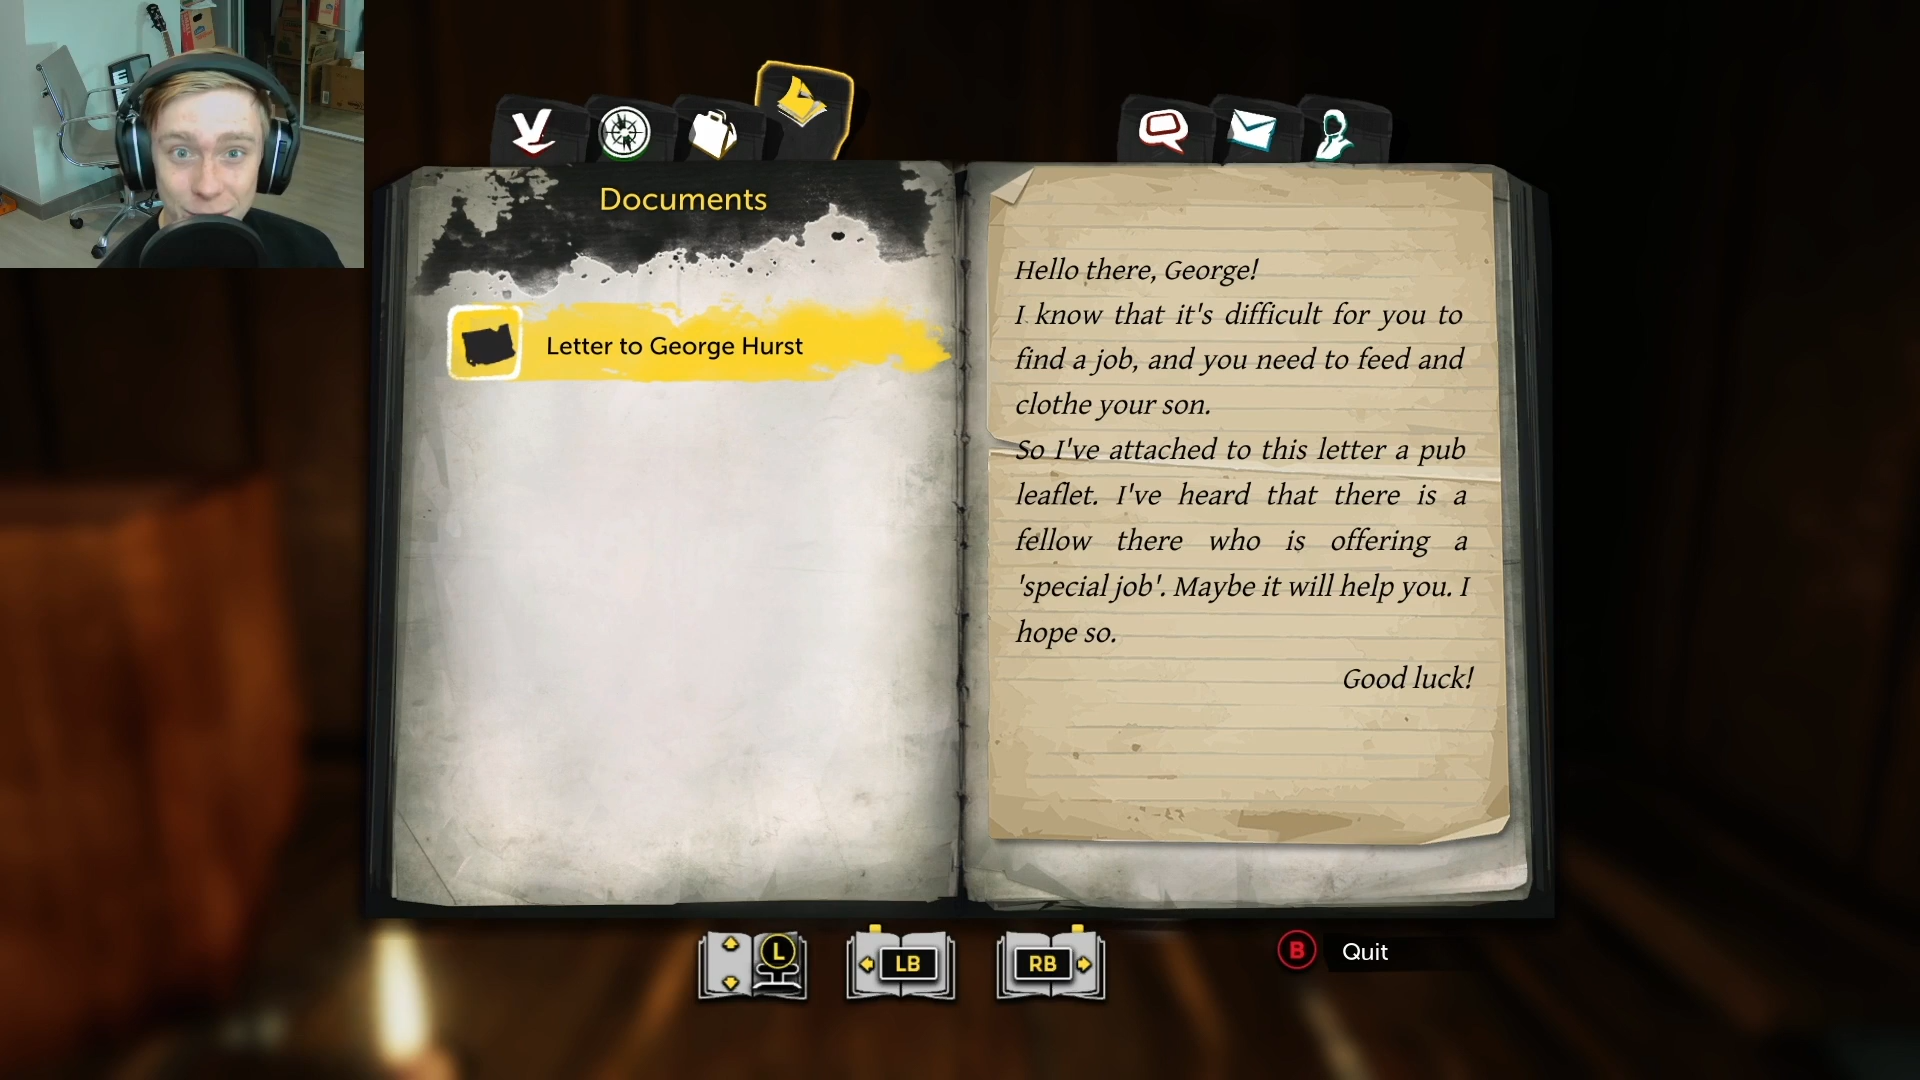 Documents
Letter to George Hurst
Hello there, George!
I know that it's difficult for you to
find a job, and you need to feed and
clothe your son.
So I've attached to this letter a pub
leaflet. I've heard that there is a
fellow there who is offering a
'special job'. Maybe it will help you. I
hope so.
Good luck!
L
LB
RB
B Quit